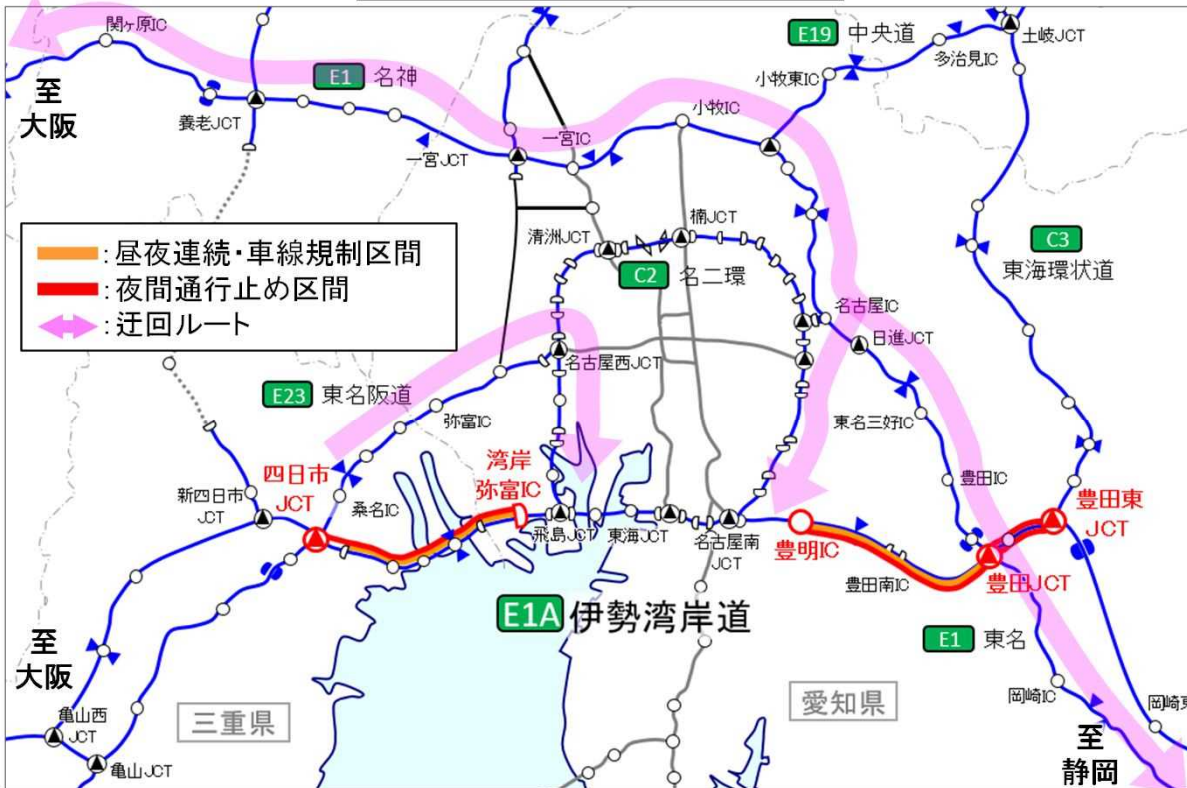 関ヶ原IC
E19 中央道
土岐JCT
多治見IC
小牧東IC
至
大阪
E1 名神
養老JCT
小牧IC
一宮IC
一宮JCT
:昼夜連続・車線規制区間
:夜間通行止め区間
:迂回ルート
清洲JCT
楠JCT
C2 名二環
C3
東海環状道
名古屋IC
日進JCT
名古屋西JCT
E23 東名阪道
弥富IC
東名三好IC
四日市
JCT
湾岸
弥富IC
豊田IC
豊田東
JCT
新四日市
JCT
桑名IC
飛島JCT
東海JCT
名古屋南
JCT
豊明IC
豊田南IC
豊田JCT
E1A 伊勢湾岸道
E1 東名
至
大阪
三重県
愛知県
岡崎IC
岡崎東
亀山西
JCT
亀山JCT
至
静岡